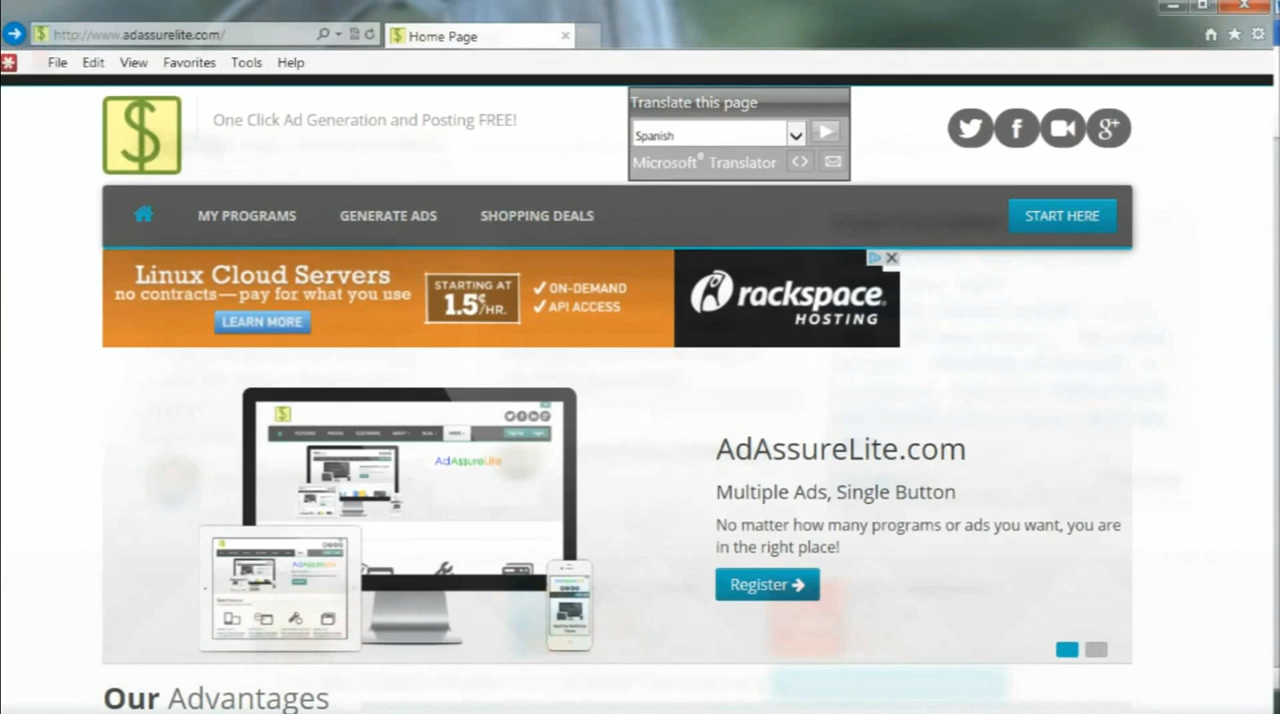 http://www.adassurelite.com/
Home Page
File Edit View Favorites Tools Help
One Click Ad Generation and Posting FREE!
Translate this page
Spanish
Microsoft® Translator
MY PROGRAMS GENERATE ADS SHOPPING DEALS START HERE
Linux Cloud Servers
no contracts—pay for what you use
LEARN MORE
STARTING AT
1.5¢/HR.
✓ ON-DEMAND
✓ API ACCESS
rackspace®
HOSTING
AdAssureLite
AdAssureLite.com
Multiple Ads, Single Button
No matter how many programs or ads you want, you are
in the right place!
Register
Our Advantages